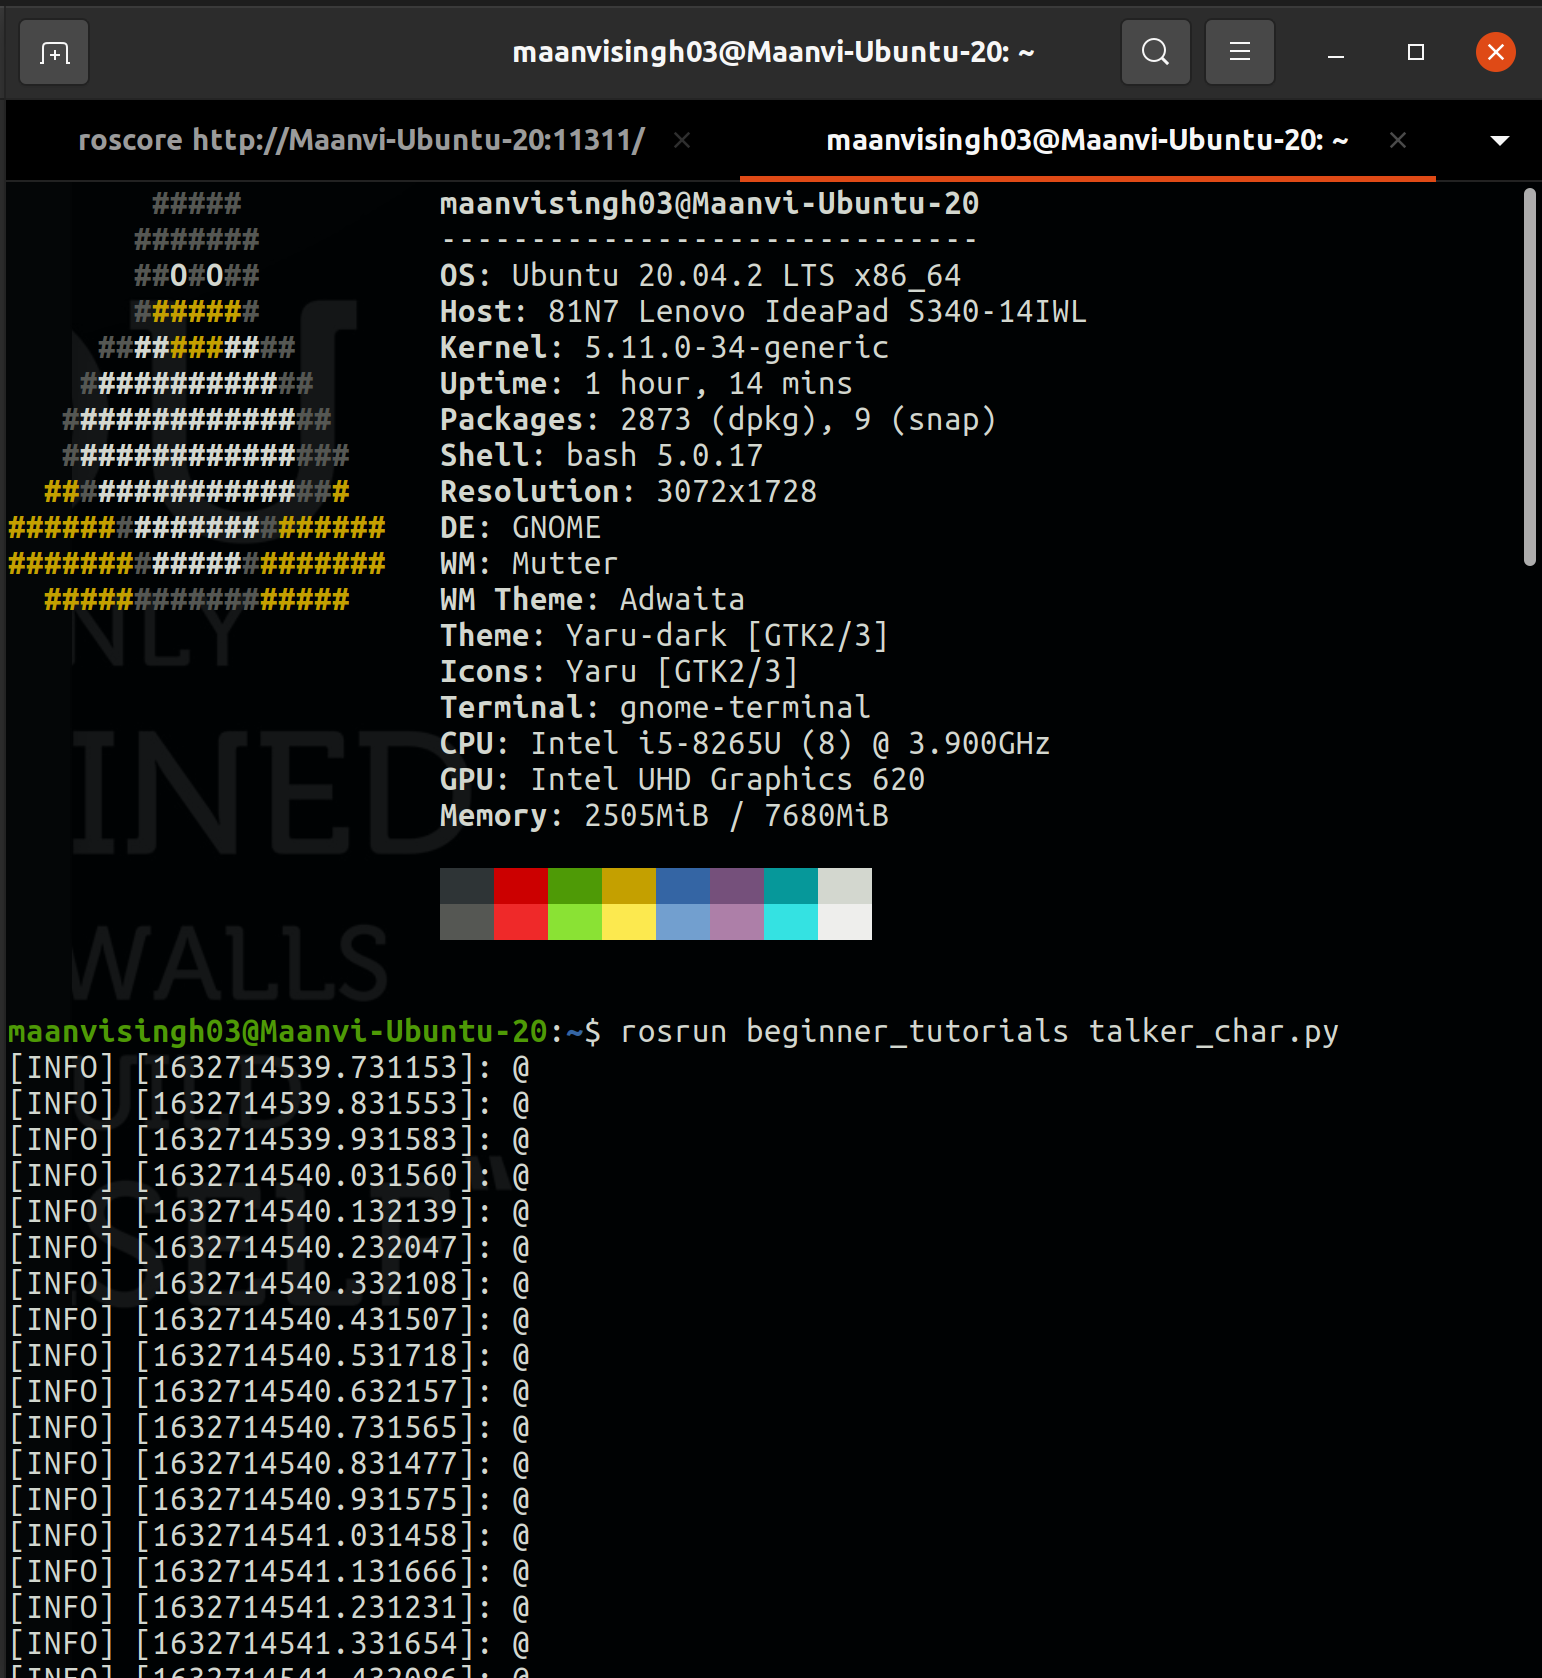 maanvisingh03@Maanvi-Ubuntu-20: ~
roscore http://Maanvi-Ubuntu-20:11311/
maanvisingh03@Maanvi-Ubuntu-20: ~
##### maanvisingh03@Maanvi-Ubuntu-20
####### ------------------------------
##O#O## OS: Ubuntu 20.04.2 LTS x86_64
####### Host: 81N7 Lenovo IdeaPad S340-14IWL
########### Kernel: 5.11.0-34-generic
############# Uptime: 1 hour, 14 mins
############### Packages: 2873 (dpkg), 9 (snap)
################ Shell: bash 5.0.17
################# Resolution: 3072x1728
##################### DE: GNOME
##################### WM: Mutter
################# WM Theme: Adwaita
Theme: Yaru-dark [GTK2/3]
Icons: Yaru [GTK2/3]
Terminal: gnome-terminal
CPU: Intel i5-8265U (8) @ 3.900GHz
GPU: Intel UHD Graphics 620
Memory: 2505MiB / 7680MiB
maanvisingh03@Maanvi-Ubuntu-20:~$ rosrun beginner_tutorials talker_char.py
[INFO] [1632714539.731153]: @
[INFO] [1632714539.831553]: @
[INFO] [1632714539.931583]: @
[INFO] [1632714540.031560]: @
[INFO] [1632714540.132139]: @
[INFO] [1632714540.232047]: @
[INFO] [1632714540.332108]: @
[INFO] [1632714540.431507]: @
[INFO] [1632714540.531718]: @
[INFO] [1632714540.632157]: @
[INFO] [1632714540.731565]: @
[INFO] [1632714540.831477]: @
[INFO] [1632714540.931575]: @
[INFO] [1632714541.031458]: @
[INFO] [1632714541.131666]: @
[INFO] [1632714541.231231]: @
[INFO] [1632714541.331654]: @
[INFO] [1632714541.432086]: @